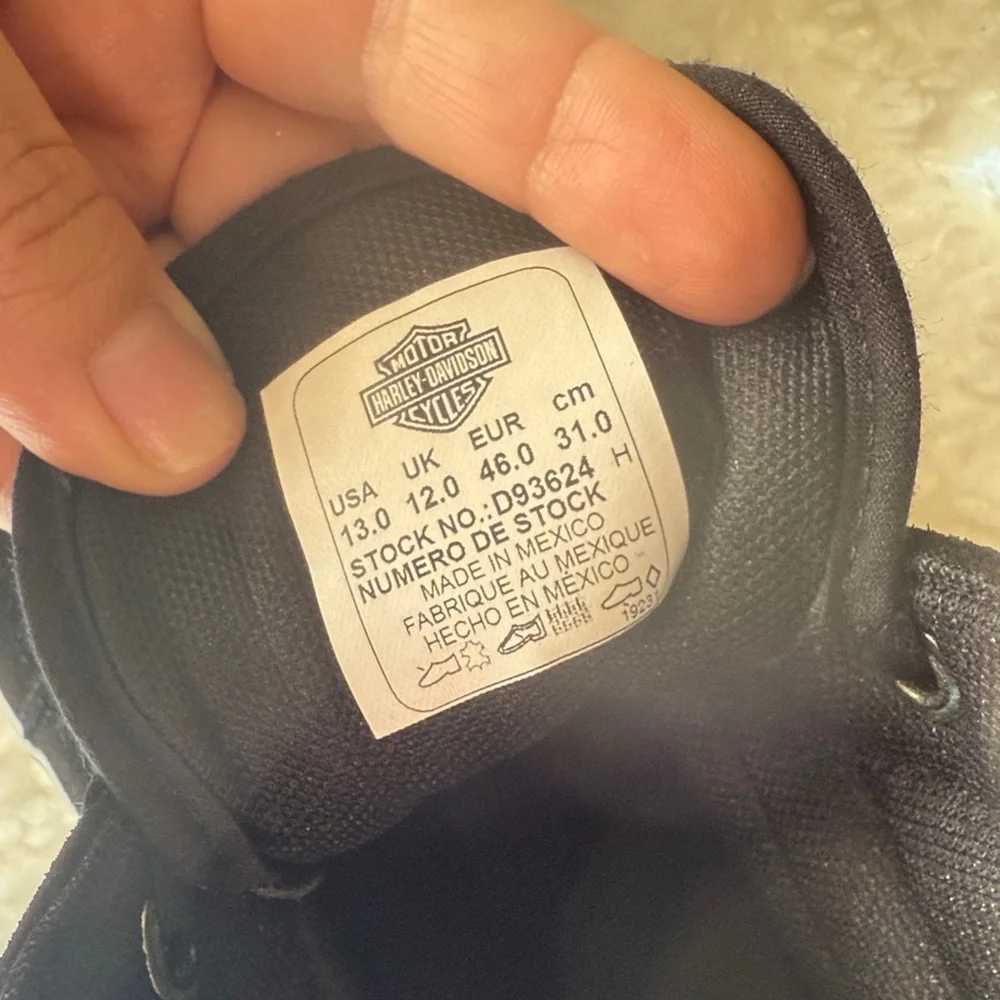 MOTOR
HARLEY-DAVIDSON
CYCLES
USA UK EUR cm
13.0 12.0 46.0 31.0
STOCK NO.:D93624 H
NUMERO DE STOCK
MADE IN MEXICO
FABRIQUE AU MEXIQUE
HECHO EN MÉXICO